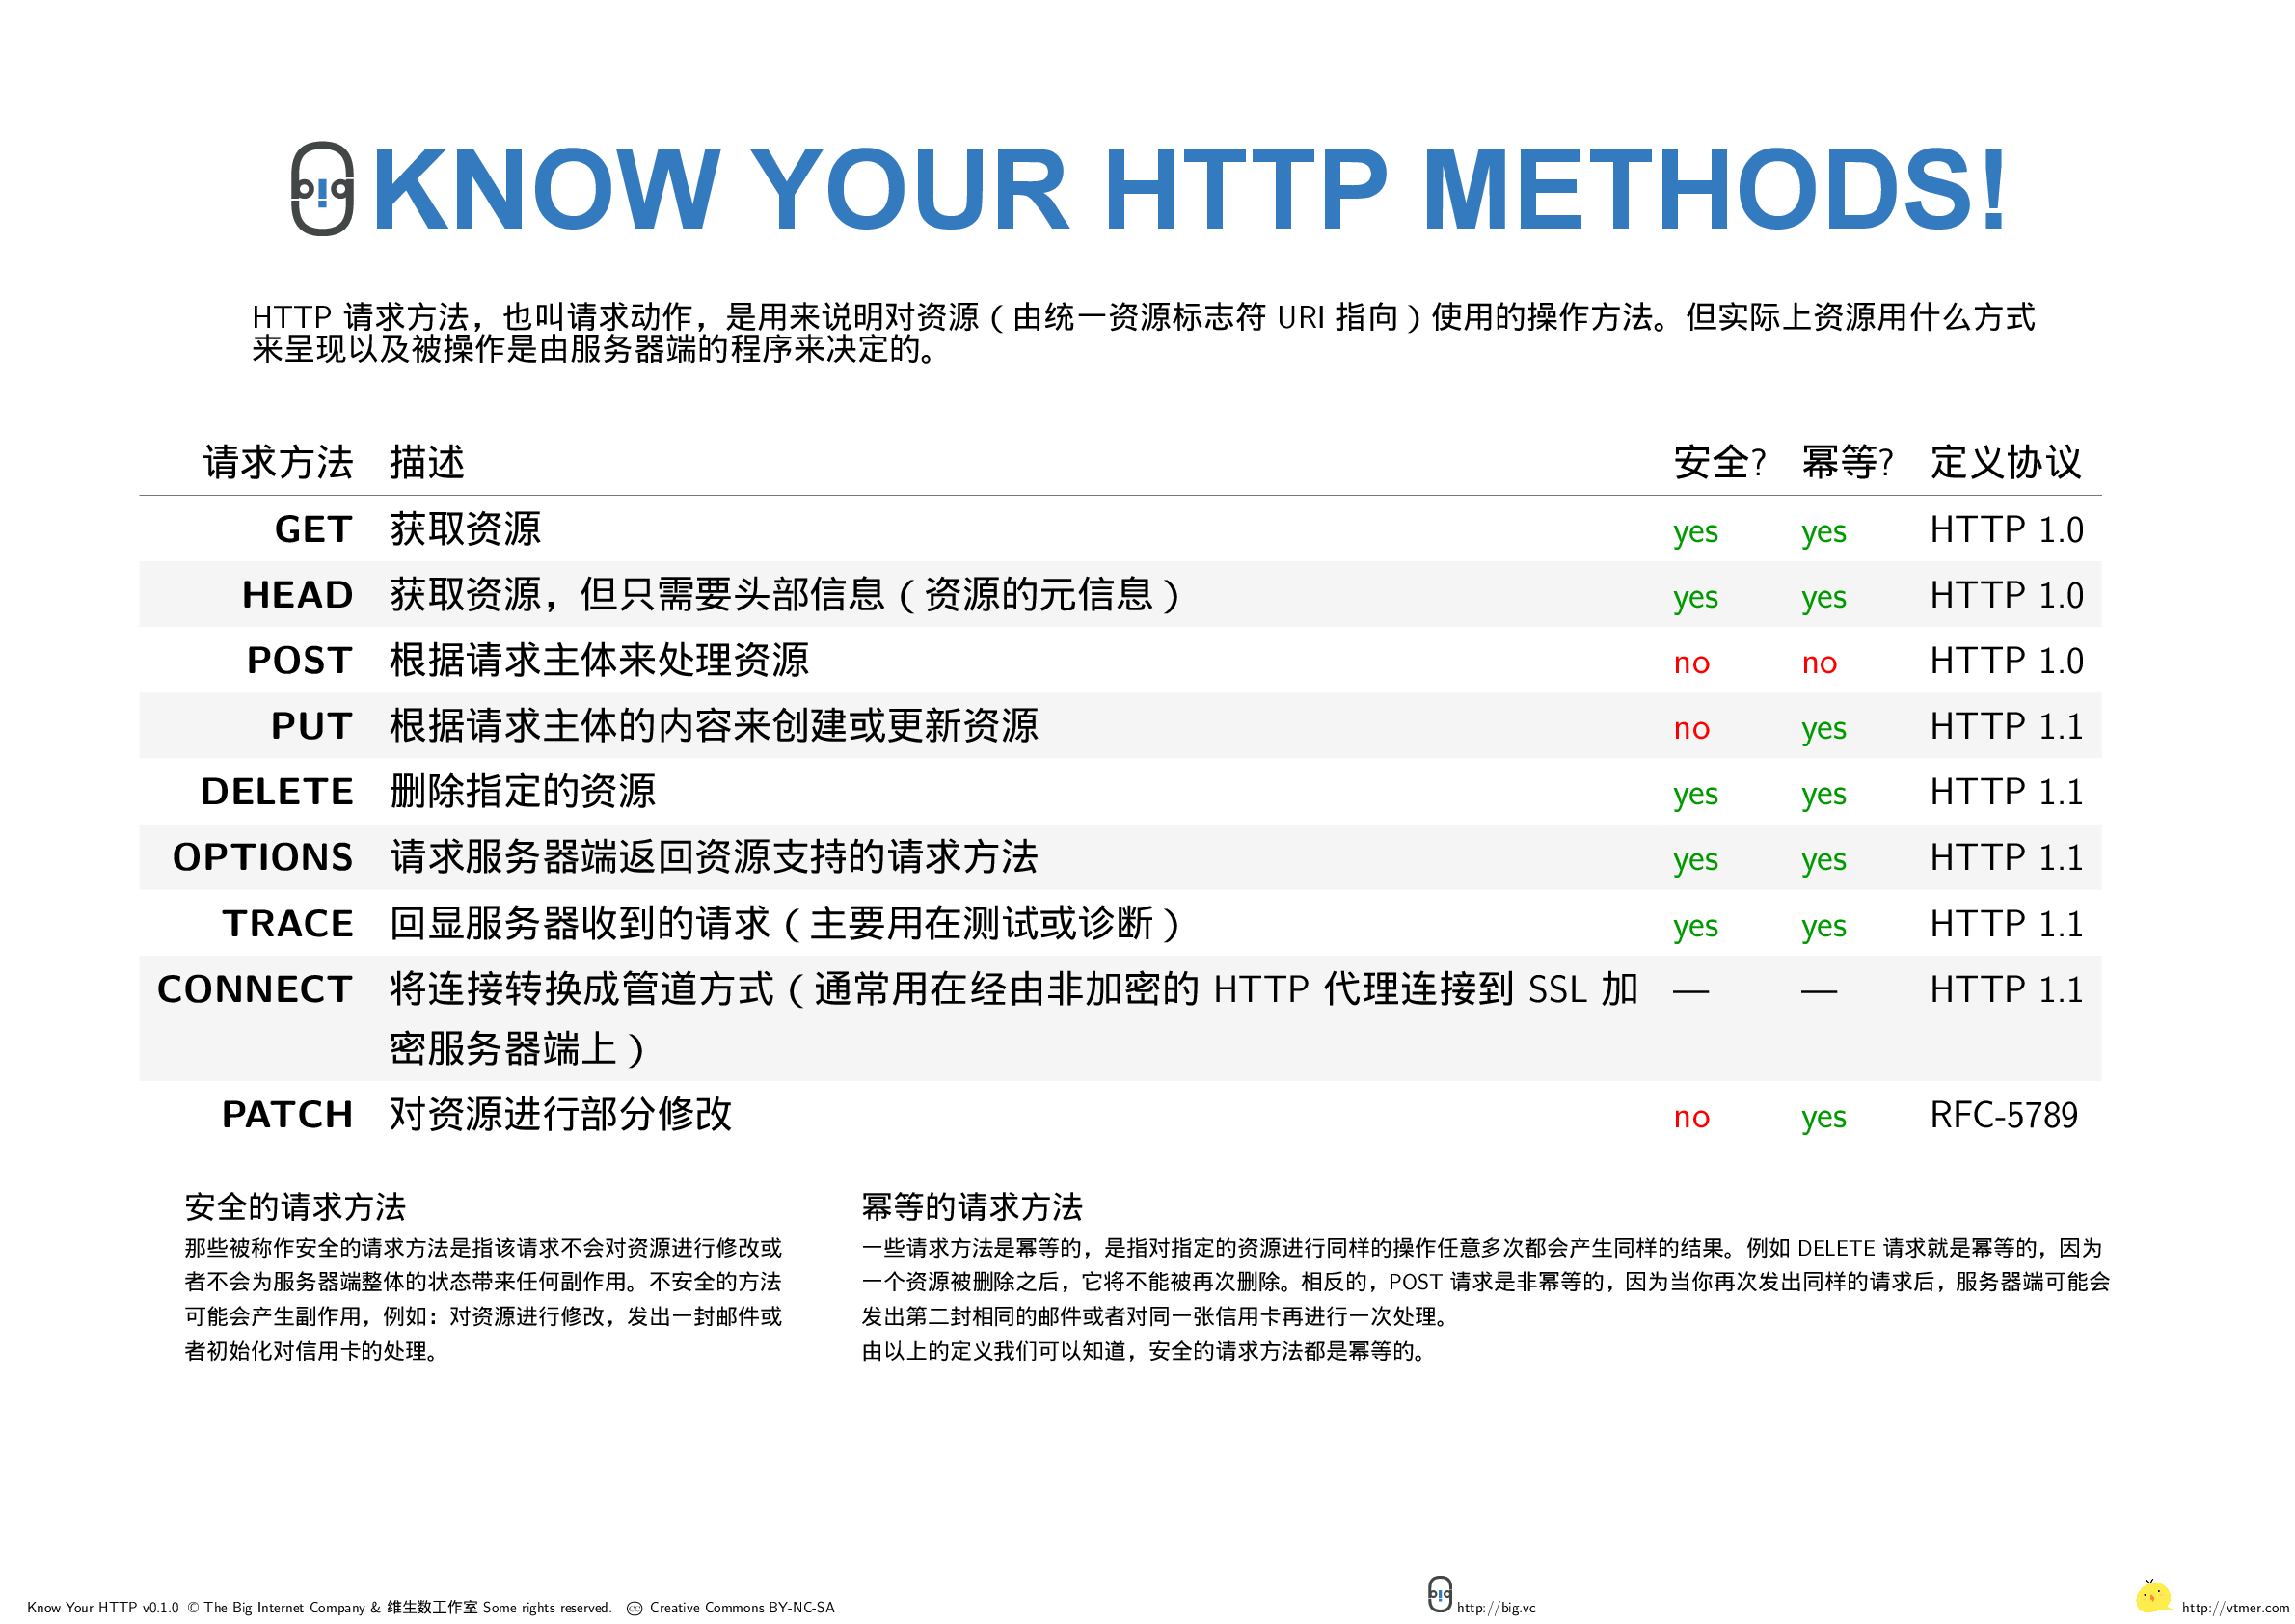 big KNOW YOUR HTTP METHODS!
HTTP 请求方法，也叫请求动作，是用来说明对资源（由统一资源标志符 URI 指向）使用的操作方法。但实际上资源用什么方式
来呈现以及被操作是由服务器端的程序来决定的。
请求方法 描述 安全? 幂等? 定义协议
GET 获取资源 yes yes HTTP 1.0
HEAD 获取资源，但只需要头部信息（资源的元信息） yes yes HTTP 1.0
POST 根据请求主体来处理资源 no no HTTP 1.0
PUT 根据请求主体的内容来创建或更新资源 no yes HTTP 1.1
DELETE 删除指定的资源 yes yes HTTP 1.1
OPTIONS 请求服务器端返回资源支持的请求方法 yes yes HTTP 1.1
TRACE 回显服务器收到的请求（主要用在测试或诊断） yes yes HTTP 1.1
CONNECT 将连接转换成管道方式（通常用在经由非加密的 HTTP 代理连接到 SSL 加 — — HTTP 1.1
密服务器端上）
PATCH 对资源进行部分修改 no yes RFC-5789
安全的请求方法
那些被称作安全的请求方法是指该请求不会对资源进行修改或
者不会为服务器端整体的状态带来任何副作用。不安全的方法
可能会产生副作用，例如：对资源进行修改，发出一封邮件或
者初始化对信用卡的处理。
幂等的请求方法
一些请求方法是幂等的，是指对指定的资源进行同样的操作任意多次都会产生同样的结果。例如 DELETE 请求就是幂等的，因为
一个资源被删除之后，它将不能被再次删除。相反的，POST 请求是非幂等的，因为当你再次发出同样的请求后，服务器端可能会
发出第二封相同的邮件或者对同一张信用卡再进行一次处理。
由以上的定义我们可以知道，安全的请求方法都是幂等的。
Know Your HTTP v0.1.0 © The Big Internet Company & 维生数工作室 Some rights reserved. cc Creative Commons BY-NC-SA
big http://big.vc
http://vtmer.com